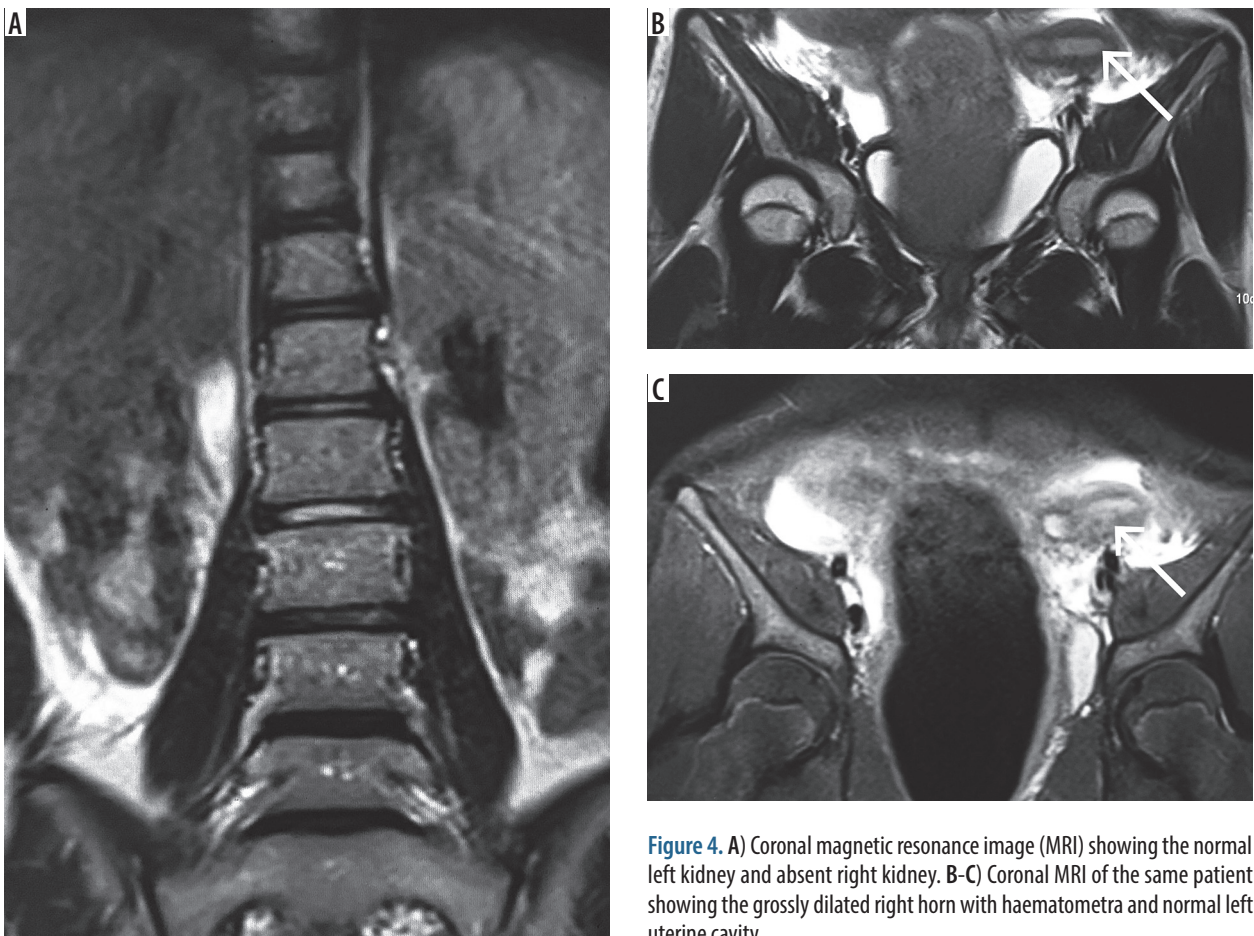 A
B
10
C
Figure 4. A) Coronal magnetic resonance image (MRI) showing the normal
left kidney and absent right kidney. B-C) Coronal MRI of the same patient
showing the grossly dilated right horn with haematometra and normal left
uterine cavity